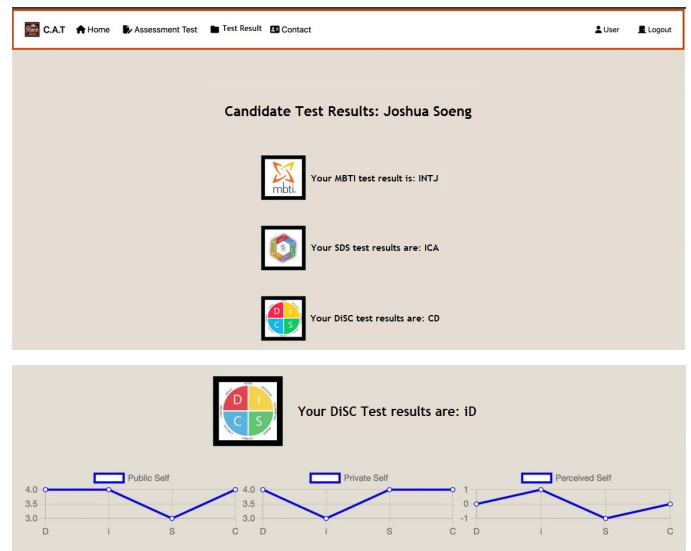 C.A.T Home Assessment Test Test Result Contact User Logout
Candidate Test Results: Joshua Soeng
mbti.
Your MBTI test result is: INTJ
S
Your SDS test results are: ICA
D i
C S
Your DiSC test results are: CD
D i
C S
Your DiSC Test results are: iD
Public Self Private Self Perceived Self
4.0 4.0 1
3.5 3.5 0
3.0 3.0 -1
D i S C D i S C D i S C